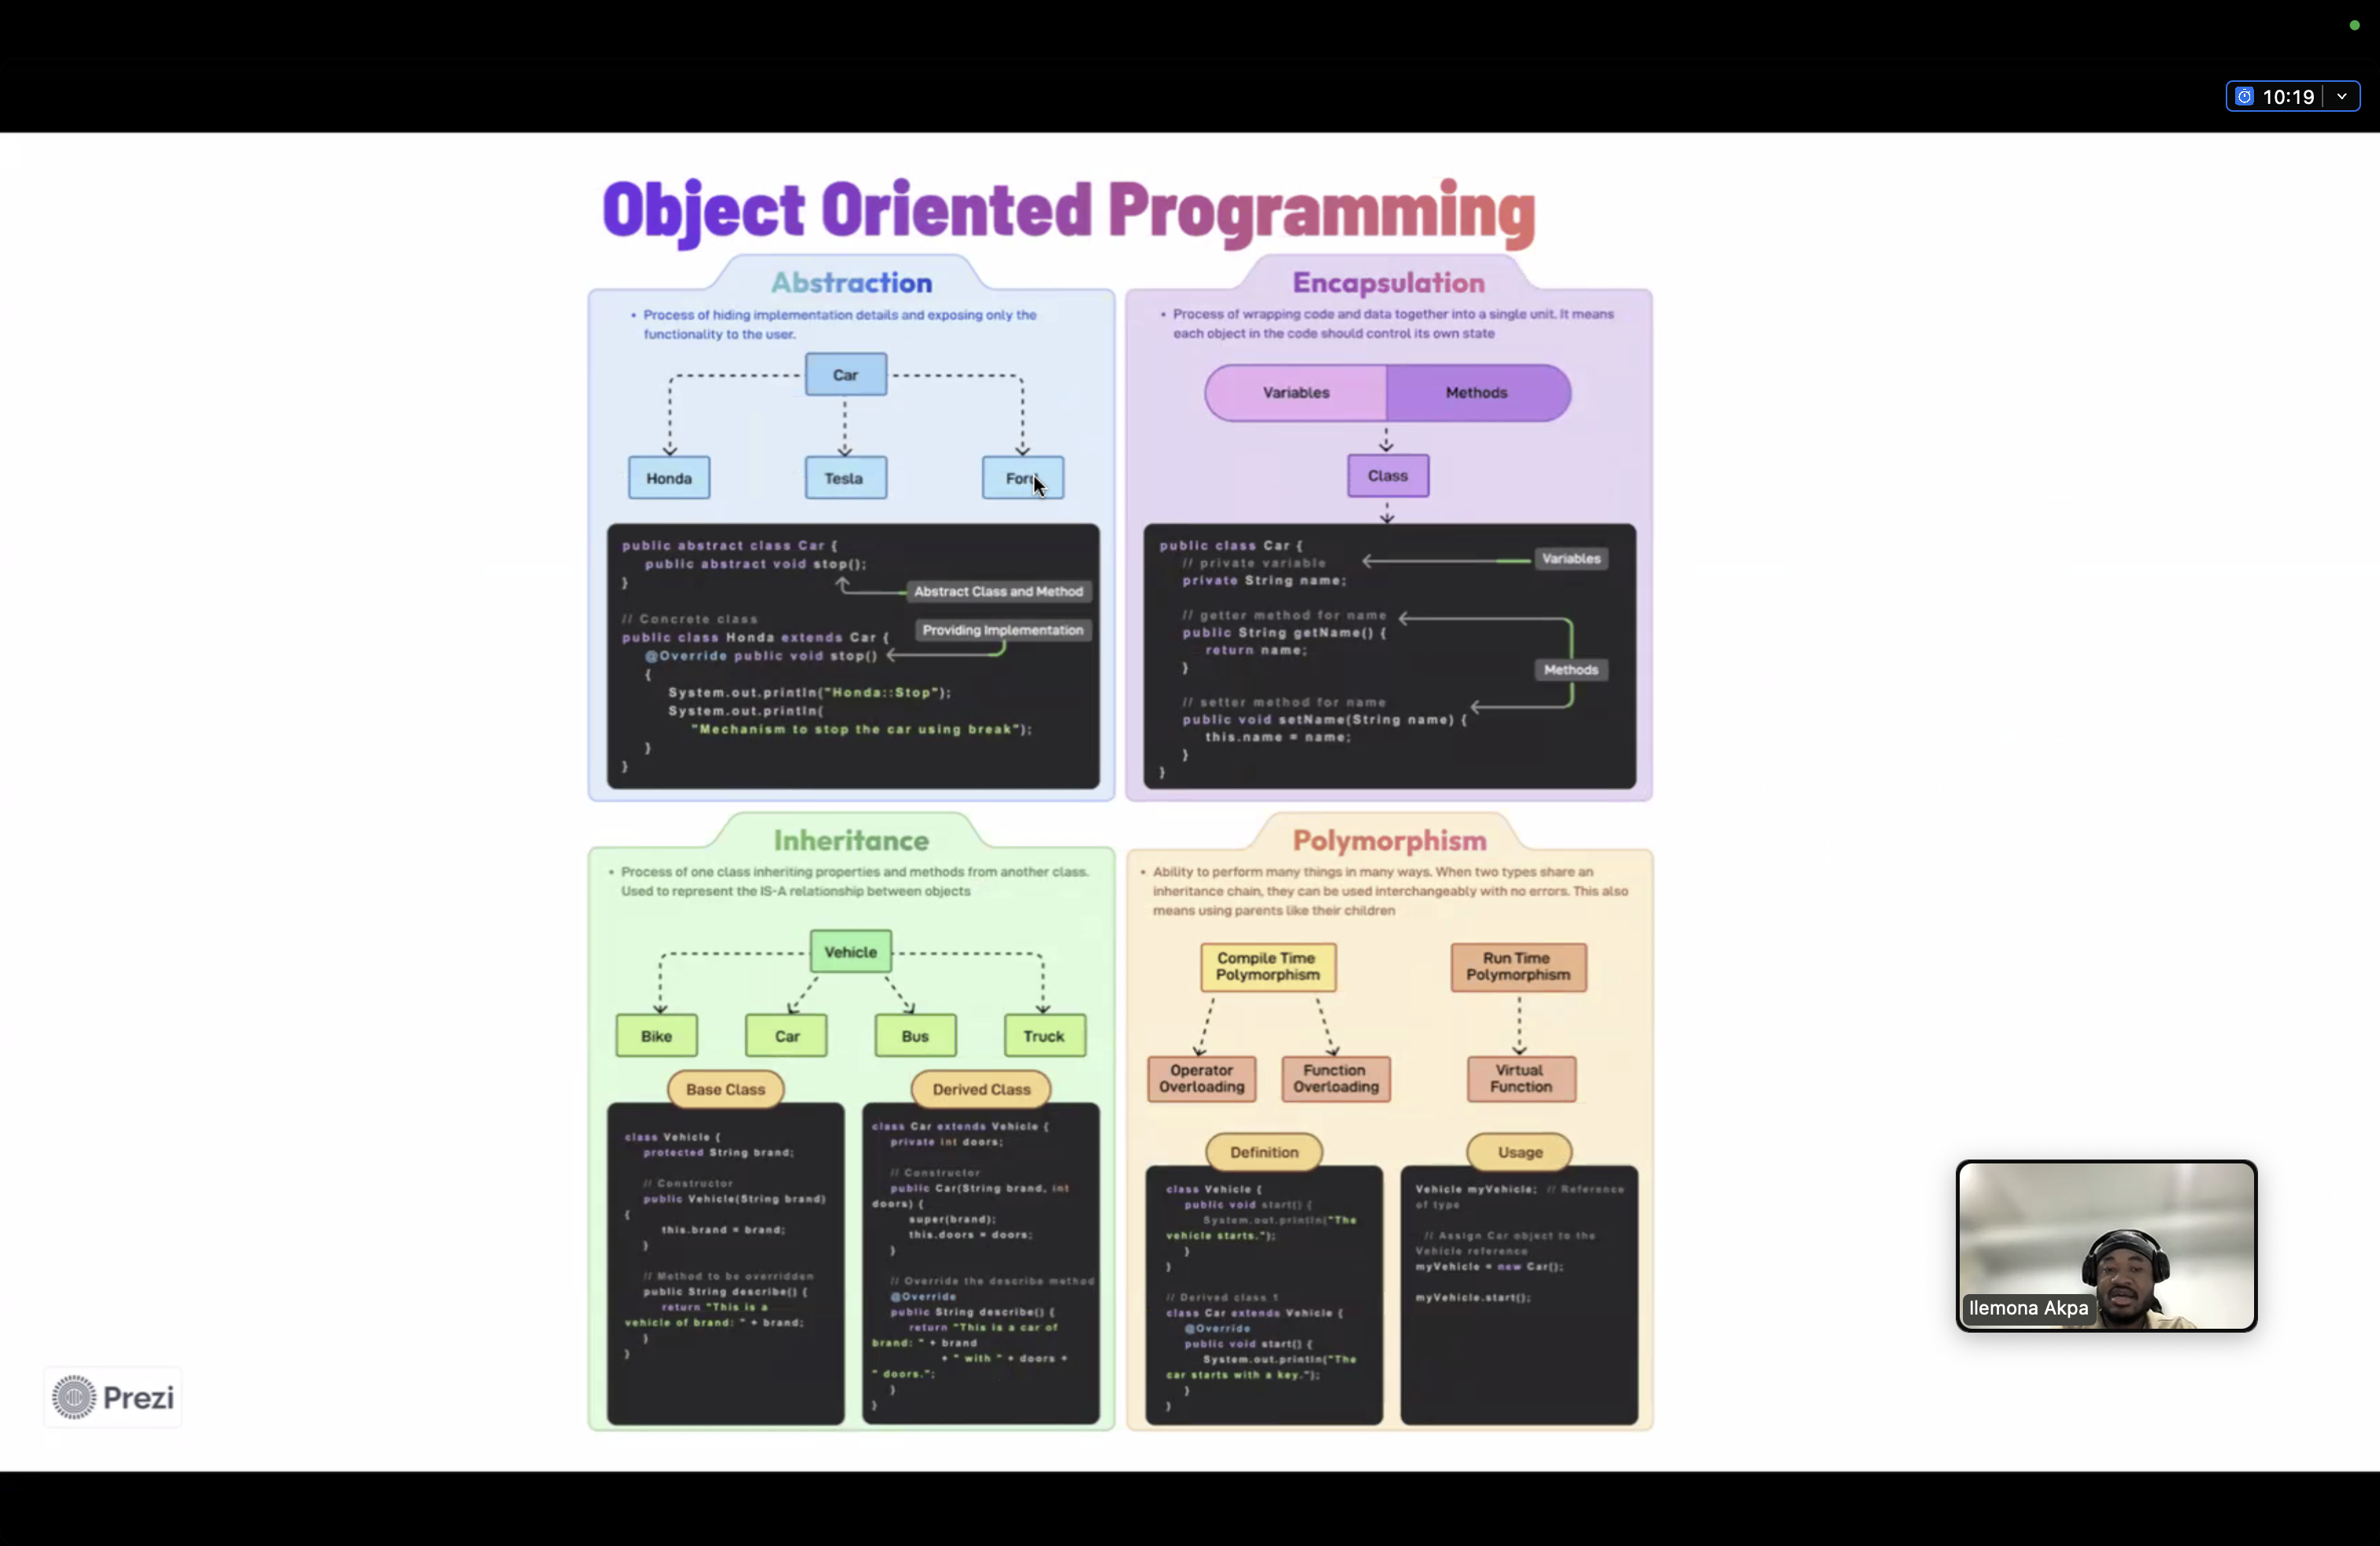 10:19
Object Oriented Programming
Abstraction
• Process of hiding implementation details and exposing only the
functionality to the user.
Car
Honda
Tesla
Ford
public abstract class Car {
public abstract void stop();
}
Abstract Class and Method
// Concrete class
Providing Implementation
public class Honda extends Car {
@Override public void stop()
{
System.out.println("Honda::Stop");
System.out.println(
"Mechanism to stop the car using break");
}
}
Encapsulation
• Process of wrapping code and data together into a single unit. It means
each object in the code should control its own state
Variables
Methods
Class
public class Car {
// private variable
Variables
private String name;
// getter method for name
public String getName() {
return name;
}
Methods
// setter method for name
public void setName(String name) {
this.name = name;
}
}
Inheritance
• Process of one class inheriting properties and methods from another class.
Used to represent the IS-A relationship between objects
Vehicle
Bike
Car
Bus
Truck
Base Class
class Vehicle {
protected String brand;
// Constructor
public Vehicle(String brand)
{
this.brand = brand;
}
// Method to be overridden
public String describe() {
return "This is a
vehicle of brand: " + brand;
}
}
Derived Class
class Car extends Vehicle {
private int doors;
// Constructor
public Car(String brand, int
doors) {
super(brand);
this.doors = doors;
}
// Override the describe method
@Override
public String describe() {
return "This is a car of
brand: " + brand
+ " with " + doors +
" doors.";
}
}
Polymorphism
• Ability to perform many things in many ways. When two types share an
inheritance chain, they can be used interchangeably with no errors. This also
means using parents like their children
Compile Time
Polymorphism
Run Time
Polymorphism
Operator
Overloading
Function
Overloading
Virtual
Function
Definition
class Vehicle {
public void start() {
System.out.println("The
vehicle starts.");
}
}
// Derived class 1
class Car extends Vehicle {
@Override
public void start() {
System.out.println("The
car starts with a key.");
}
}
Usage
Vehicle myVehicle; // Reference
of type
// Assign Car object to the
Vehicle reference
myVehicle = new Car();
myVehicle.start();
Ilemona Akpa
Prezi